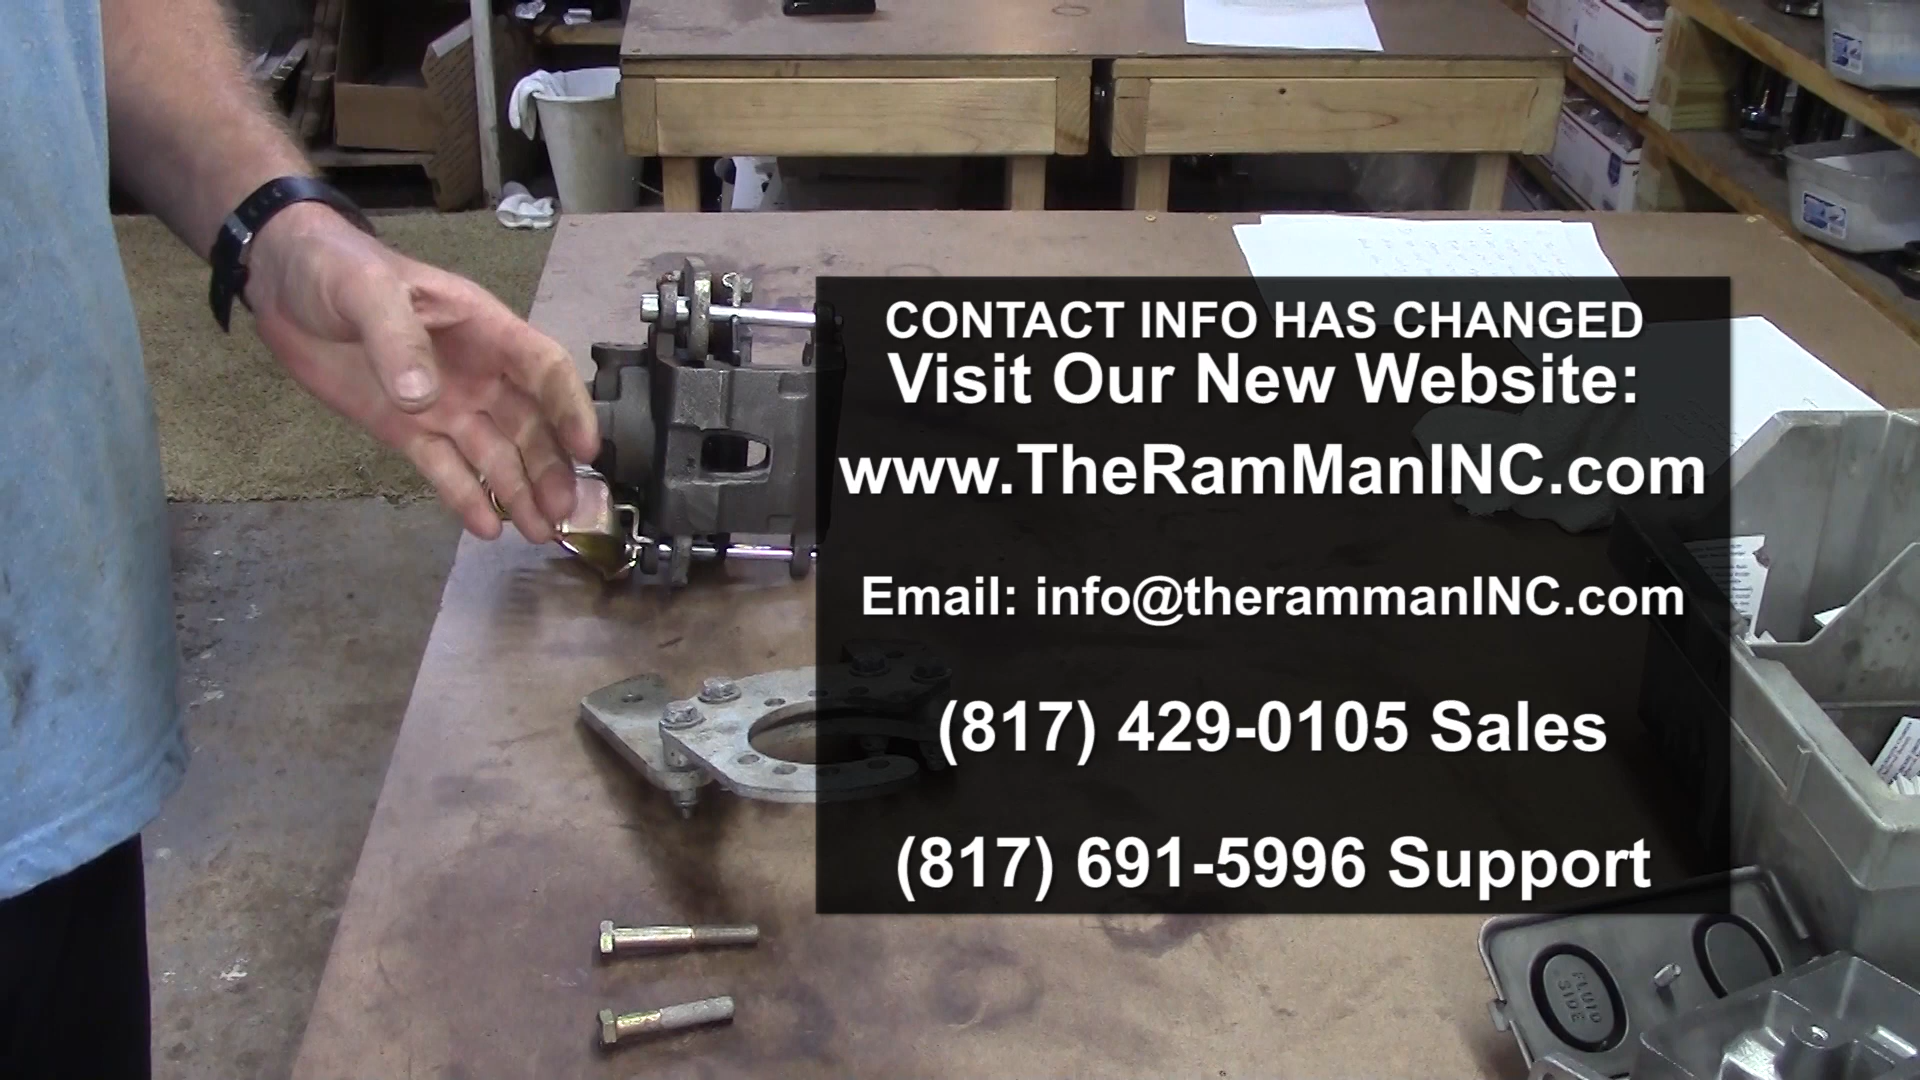 CONTACT INFO HAS CHANGED
Visit Our New Website:
www.TheRamManINC.com
Email: info@therammanINC.com
(817) 429-0105 Sales
(817) 691-5996 Support
FLUID
SIDE